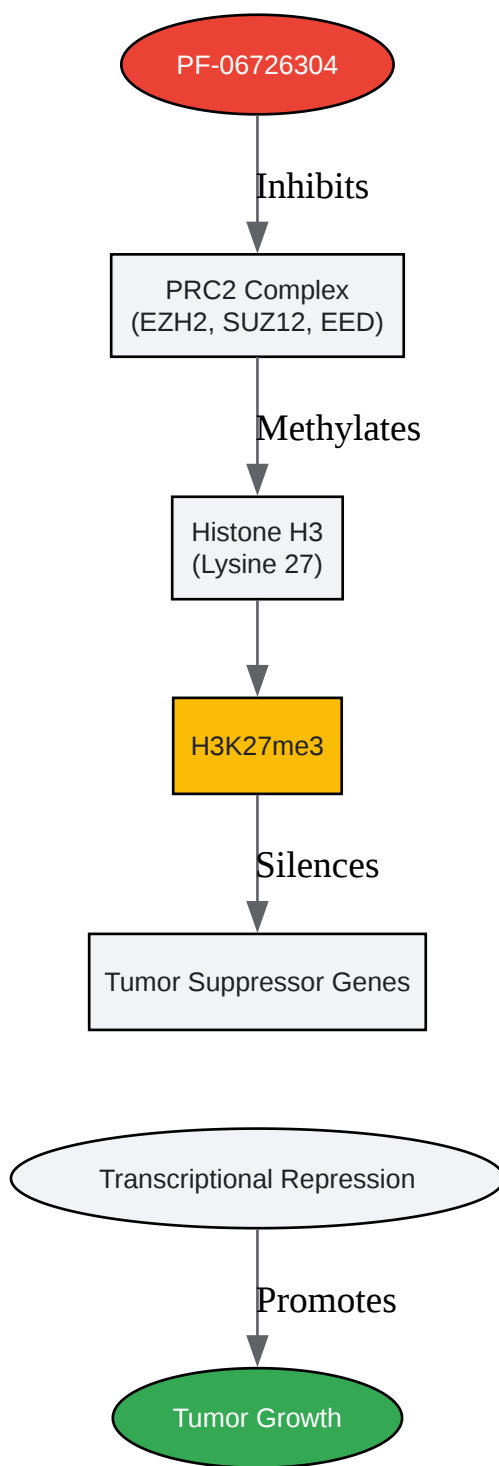 PF-06726304
Inhibits
PRC2 Complex
(EZH2, SUZ12, EED)
Methylates
Histone H3
(Lysine 27)
H3K27me3
Silences
Tumor Suppressor Genes
Transcriptional Repression
Promotes
Tumor Growth